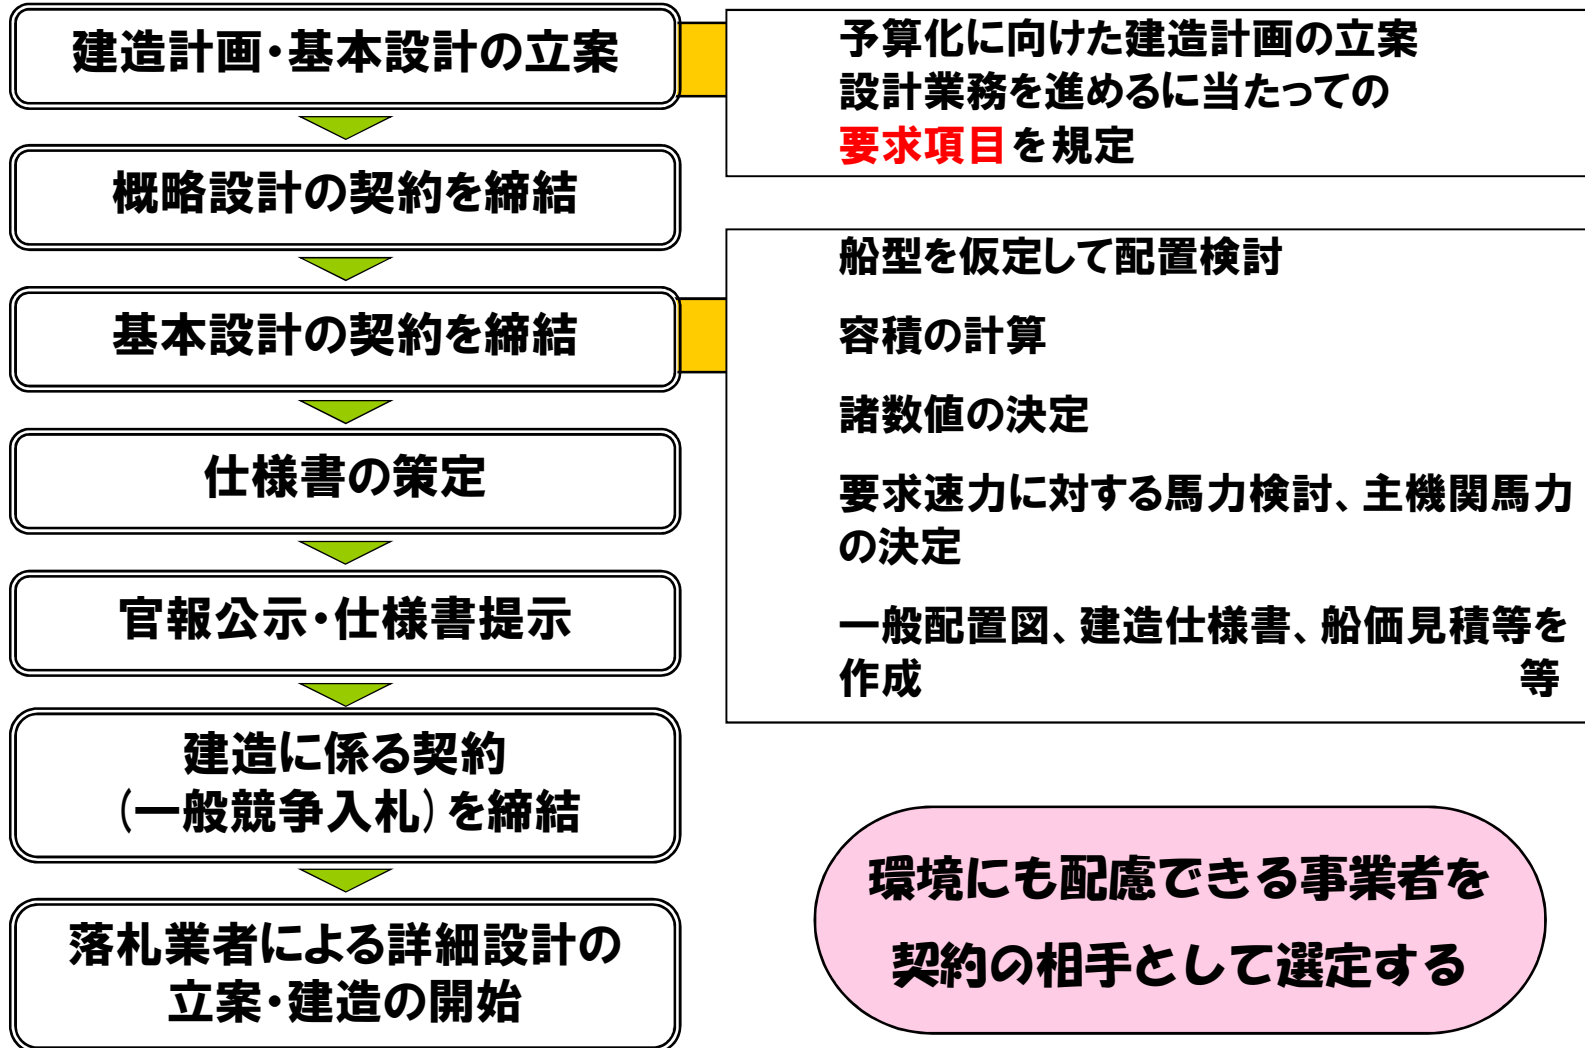 建造計画・基本設計の立案
概略設計の契約を締結
基本設計の契約を締結
仕様書の策定
官報公示・仕様書提示
建造に係る契約
(一般競争入札)を締結
落札業者による詳細設計の
立案・建造の開始
予算化に向けた建造計画の立案
設計業務を進めるに当たっての
要求項目を規定
船型を仮定して配置検討
容積の計算
諸数値の決定
要求速力に対する馬力検討、主機関馬力
の決定
一般配置図、建造仕様書、船価見積等を
作成 等
環境にも配慮できる事業者を
契約の相手として選定する